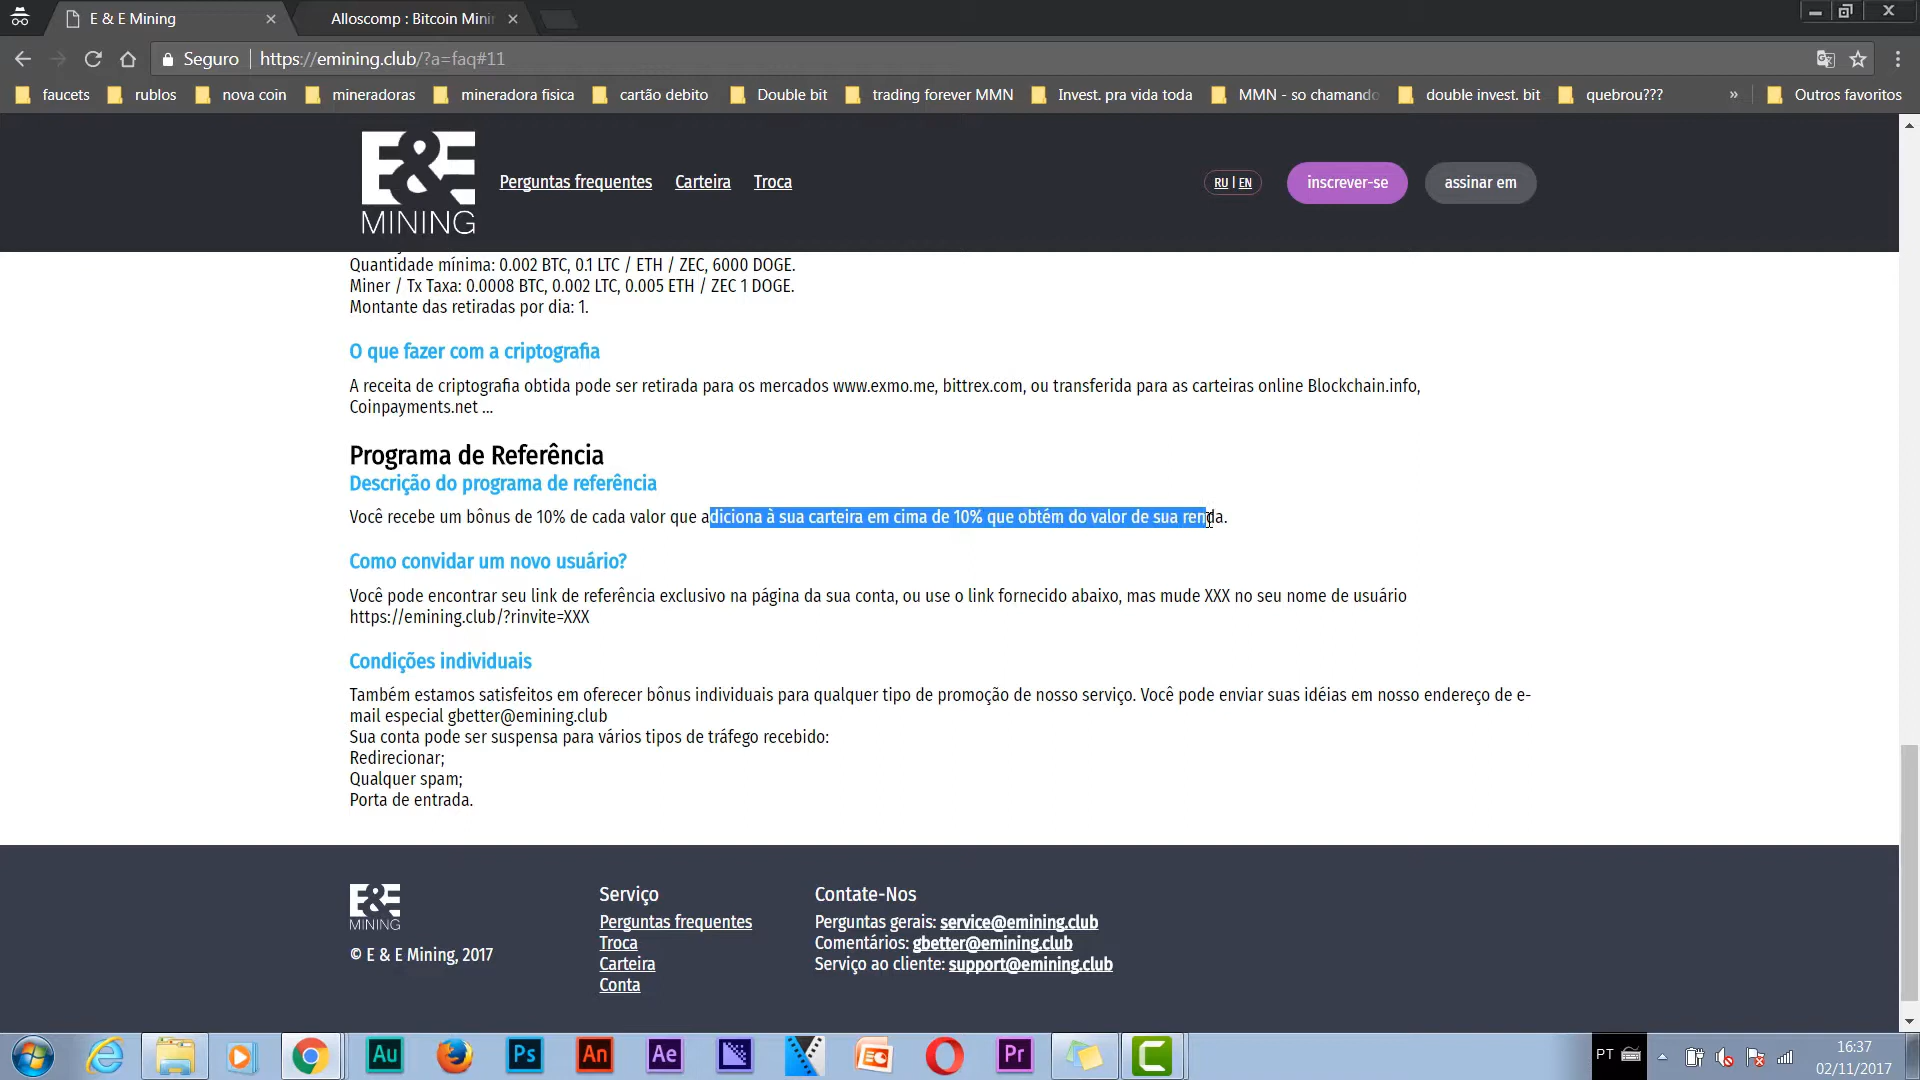 E & E Mining
Alloscomp : Bitcoin Mini
Seguro https://emining.club/?a=faq#11
faucets rublos nova coin mineradoras mineradora fisica cartão debito Double bit trading forever MMN Invest. pra vida toda MMN - so chamando double invest. bit quebrou??? » Outros favoritos
E&E
MINING
Perguntas frequentes Carteira Troca RU | EN inscrever-se assinar em
Quantidade mínima: 0.002 BTC, 0.1 LTC / ETH / ZEC, 6000 DOGE.
Miner / Tx Taxa: 0.0008 BTC, 0.002 LTC, 0.005 ETH / ZEC 1 DOGE.
Montante das retiradas por dia: 1.
O que fazer com a criptografia
A receita de criptografia obtida pode ser retirada para os mercados www.exmo.me, bittrex.com, ou transferida para as carteiras online Blockchain.info,
Coinpayments.net ...
Programa de Referência
Descrição do programa de referência
Você recebe um bônus de 10% de cada valor que adiciona à sua carteira em cima de 10% que obtém do valor de sua renda.
Como convidar um novo usuário?
Você pode encontrar seu link de referência exclusivo na página da sua conta, ou use o link fornecido abaixo, mas mude XXX no seu nome de usuário
https://emining.club/?rinvite=XXX
Condições individuais
Também estamos satisfeitos em oferecer bônus individuais para qualquer tipo de promoção de nosso serviço. Você pode enviar suas idéias em nosso endereço de e-
mail especial gbetter@emining.club
Sua conta pode ser suspensa para vários tipos de tráfego recebido:
Redirecionar;
Qualquer spam;
Porta de entrada.
E&E
MINING
© E & E Mining, 2017
Serviço
Perguntas frequentes
Troca
Carteira
Conta
Contate-Nos
Perguntas gerais: service@emining.club
Comentários: gbetter@emining.club
Serviço ao cliente: support@emining.club
Au Ps An Ae Pr
PT
16:37
02/11/2017